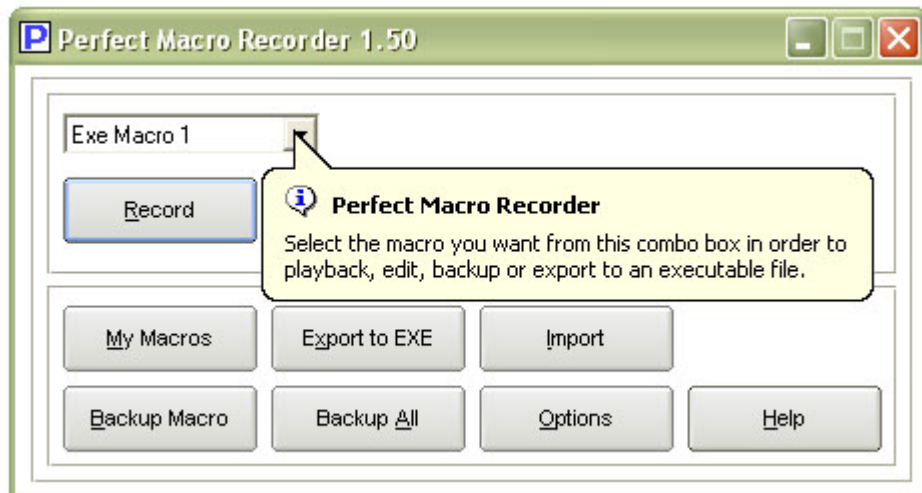 P Perfect Macro Recorder 1.50
Exe Macro 1
Record
Perfect Macro Recorder
Select the macro you want from this combo box in order to
playback, edit, backup or export to an executable file.
My Macros Export to EXE Import
Backup Macro Backup All Options Help